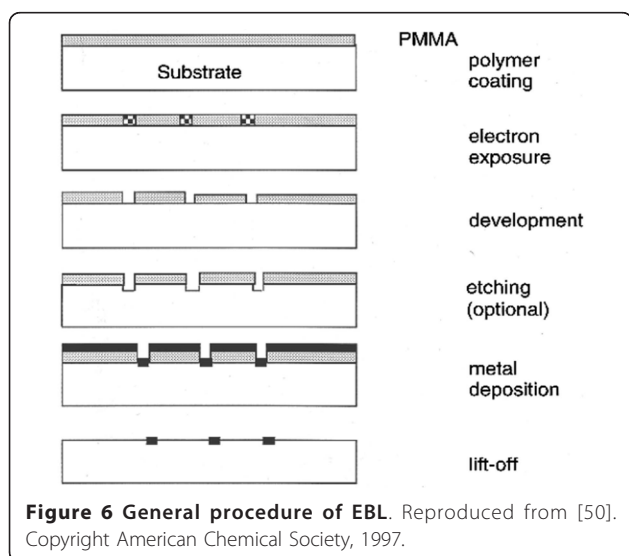 PMMA
Substrate
polymer
coating
electron
exposure
development
etching
(optional)
metal
deposition
lift-off
Figure 6 General procedure of EBL. Reproduced from [50].
Copyright American Chemical Society, 1997.